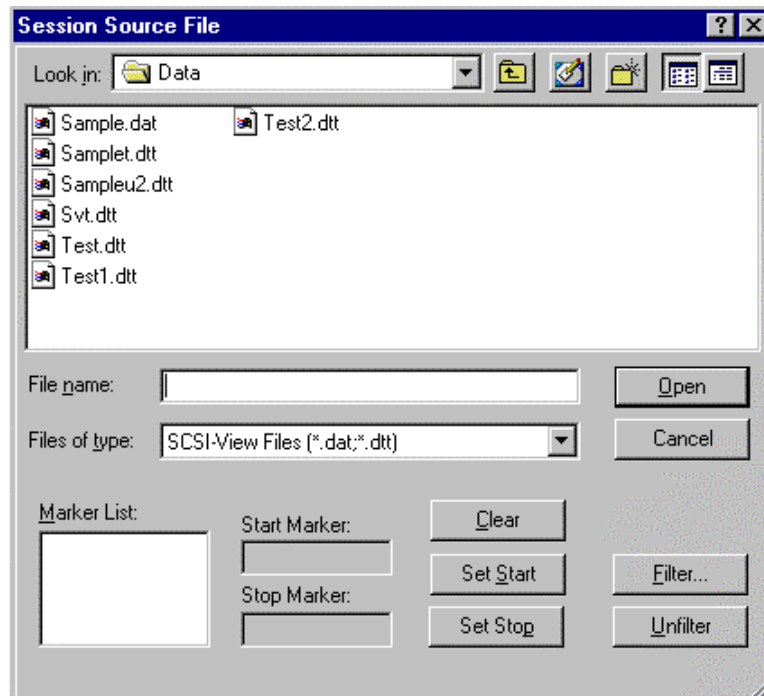 Session Source File
Look in: Data
Sample.dat
Samplet.dtt
Sampleu2.dtt
Svt.dtt
Test.dtt
Test1.dtt
Test2.dtt
File name:
Open
Files of type: SCSI-View Files (*.dat;*.dtt)
Cancel
Marker List:
Start Marker:
Stop Marker:
Clear
Set Start
Set Stop
Filter...
Unfilter